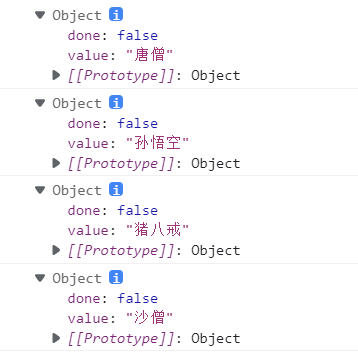 Object i
done: false
value: "唐僧"
[[Prototype]]: Object
Object i
done: false
value: "孙悟空"
[[Prototype]]: Object
Object i
done: false
value: "猪八戒"
[[Prototype]]: Object
Object i
done: false
value: "沙僧"
[[Prototype]]: Object